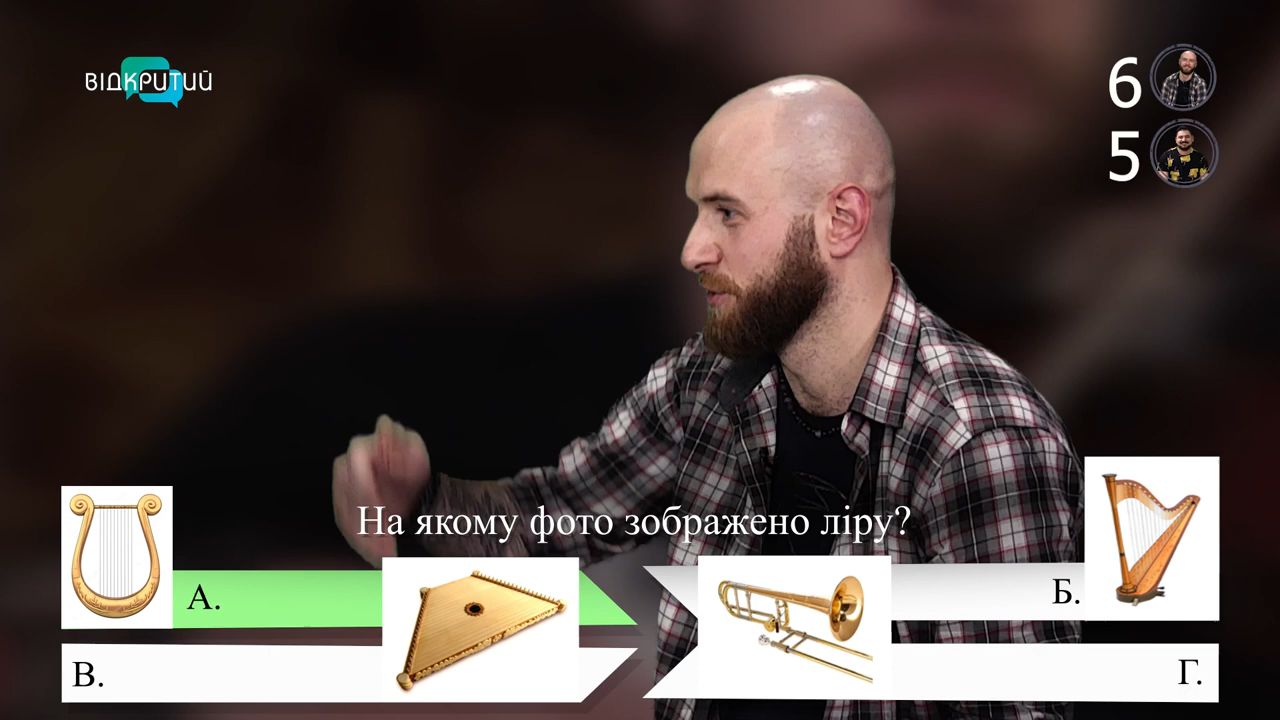 ВІДКРИТИЙ
6
5
На якому фото зображено ліру?
А.
Б.
В.
Г.